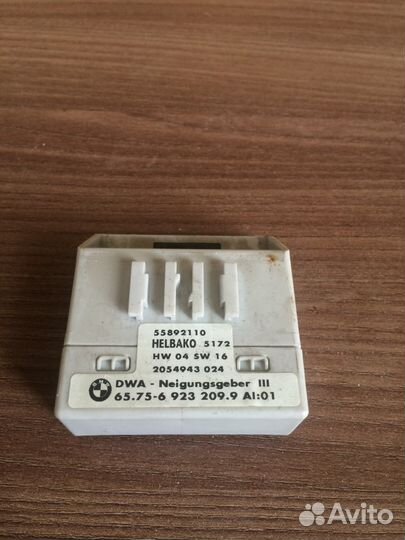 55892110
HELBAKO 5172
HW 04 SW 16
2054943 024
DWA - Neigungsgeber III
65.75-6 923 209.9 AI:01
Avito